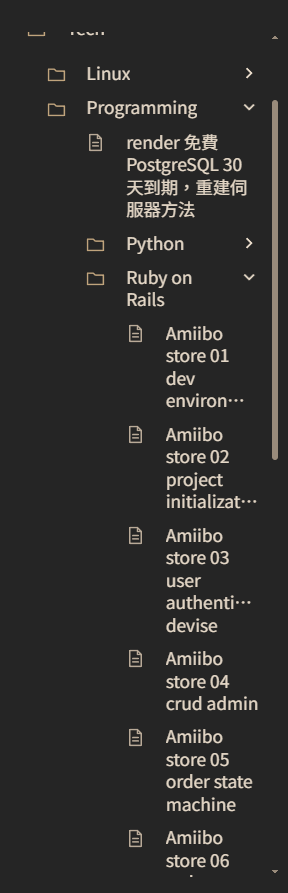 Tech
Linux
Programming
render 免費
PostgreSQL 30
天到期，重建伺
服器方法
Python
Ruby on
Rails
Amiibo
store 01
dev
environ…
Amiibo
store 02
project
initializat…
Amiibo
store 03
user
authenti…
devise
Amiibo
store 04
crud admin
Amiibo
store 05
order state
machine
Amiibo
store 06